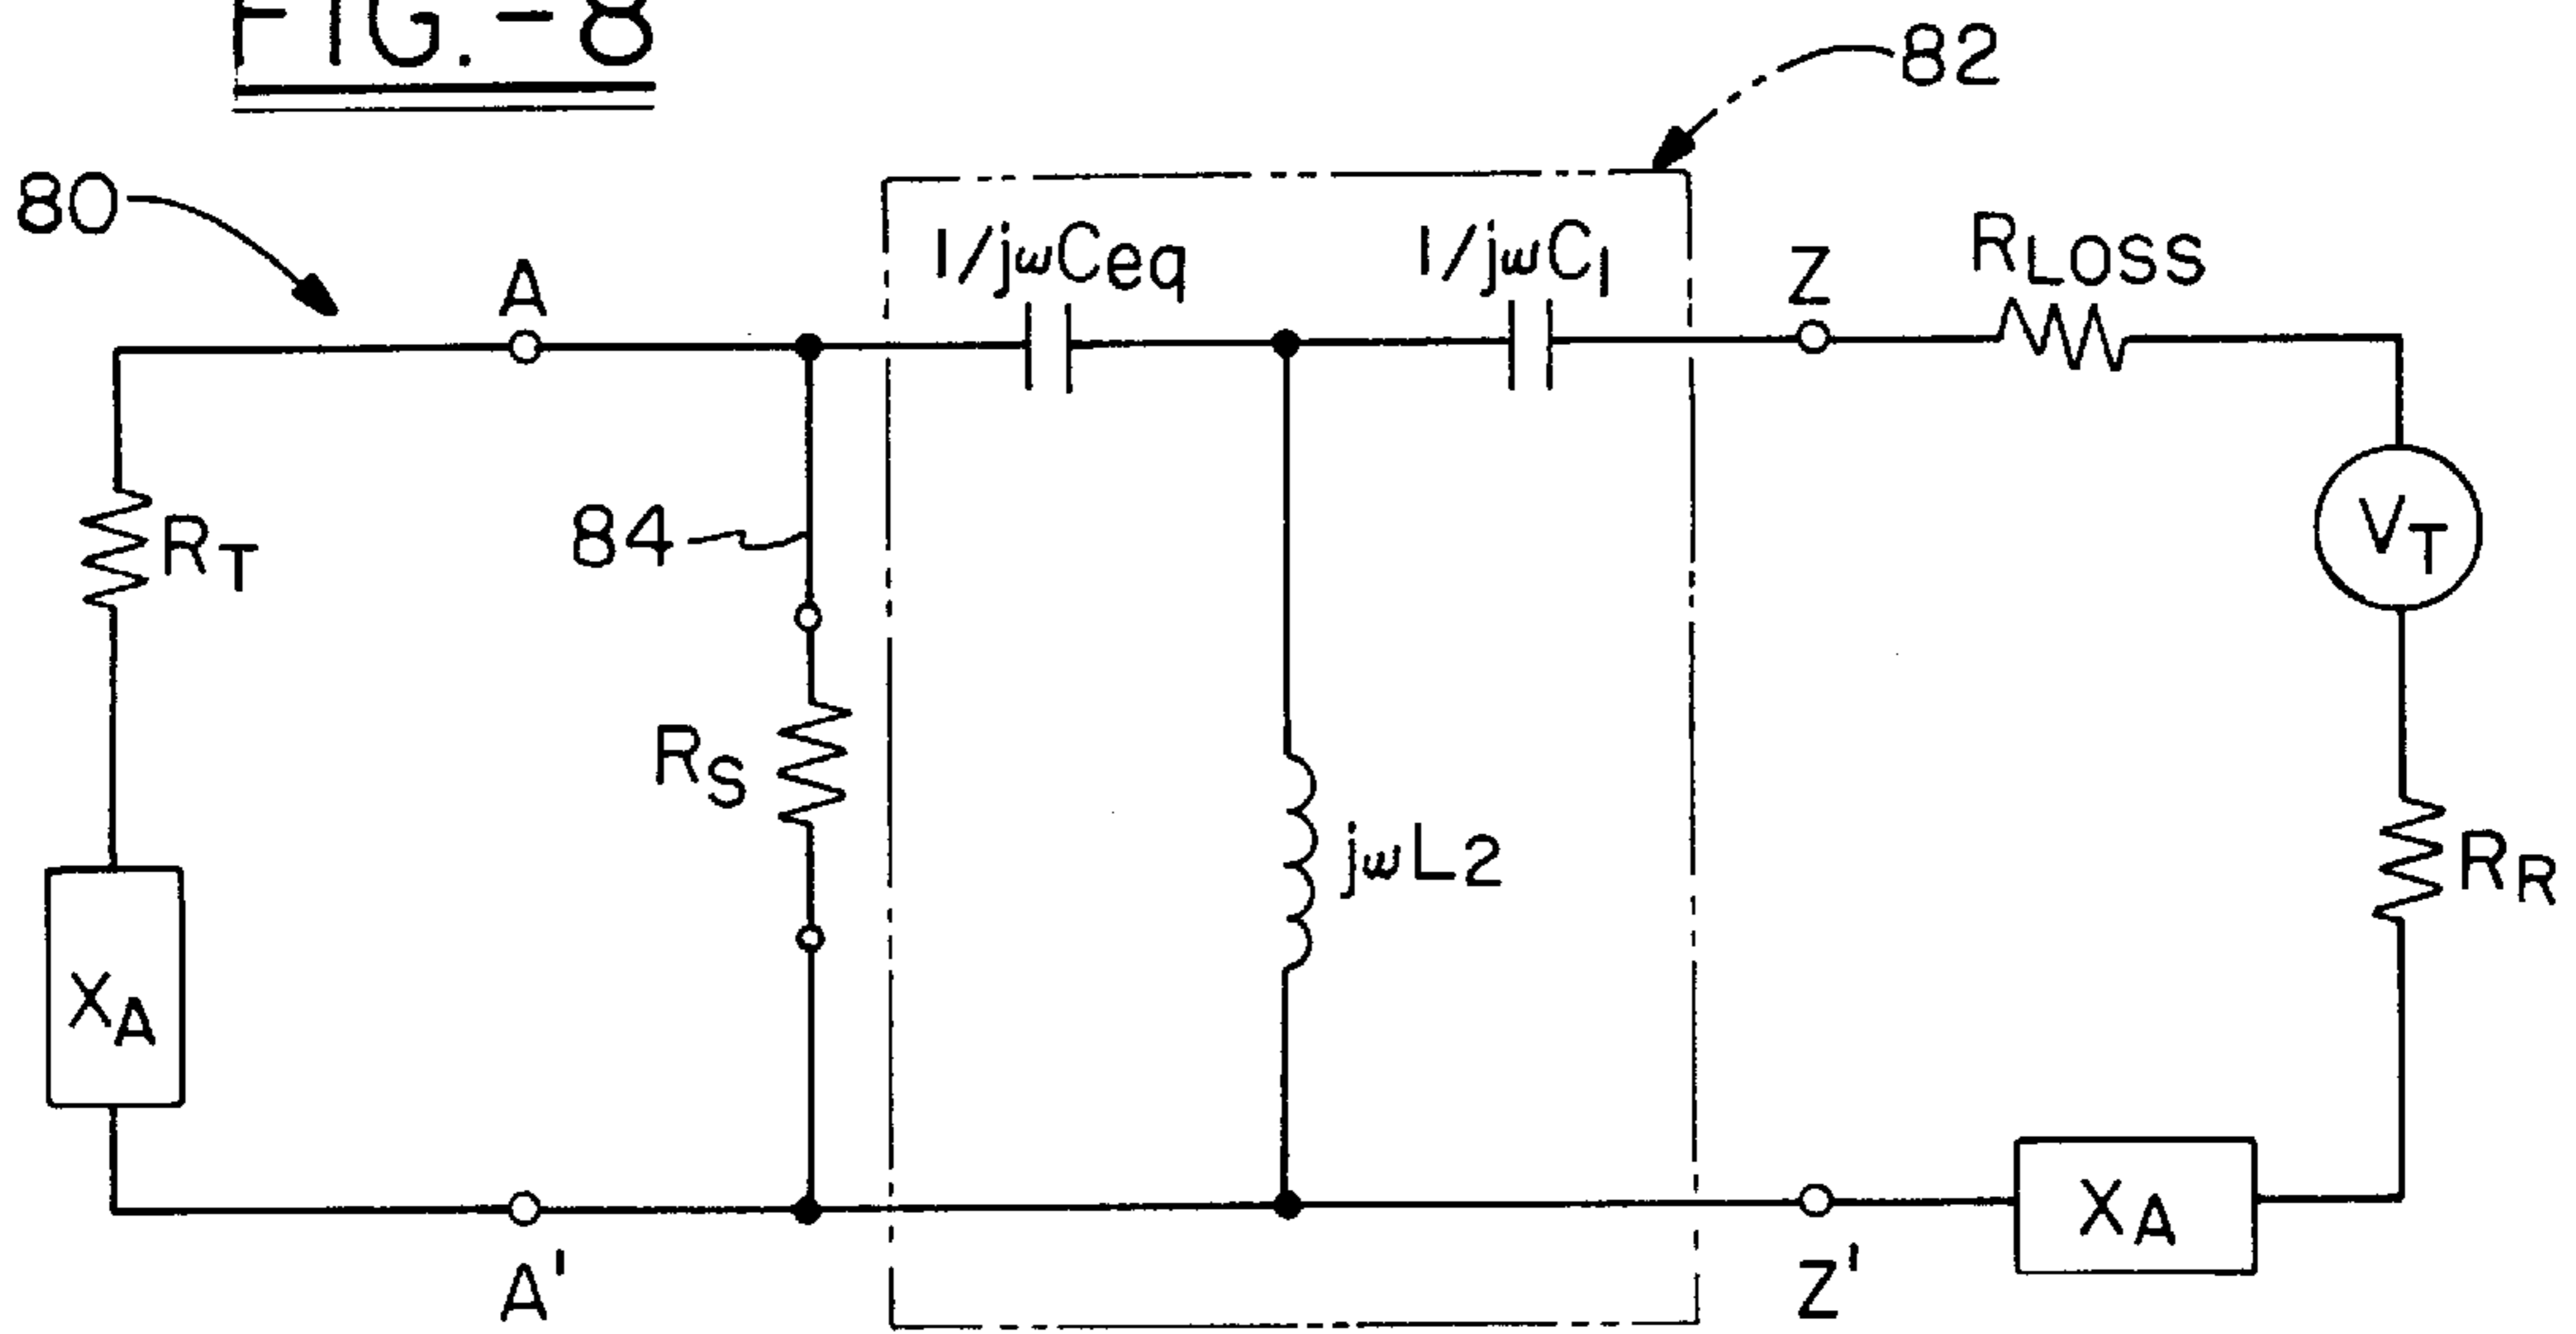 FIG.-8
82
80
A
1/jωCeq
1/jωC1
Z
RLOSS
RT
84
VT
RS
jωL2
RR
XA
XA
A'
Z'